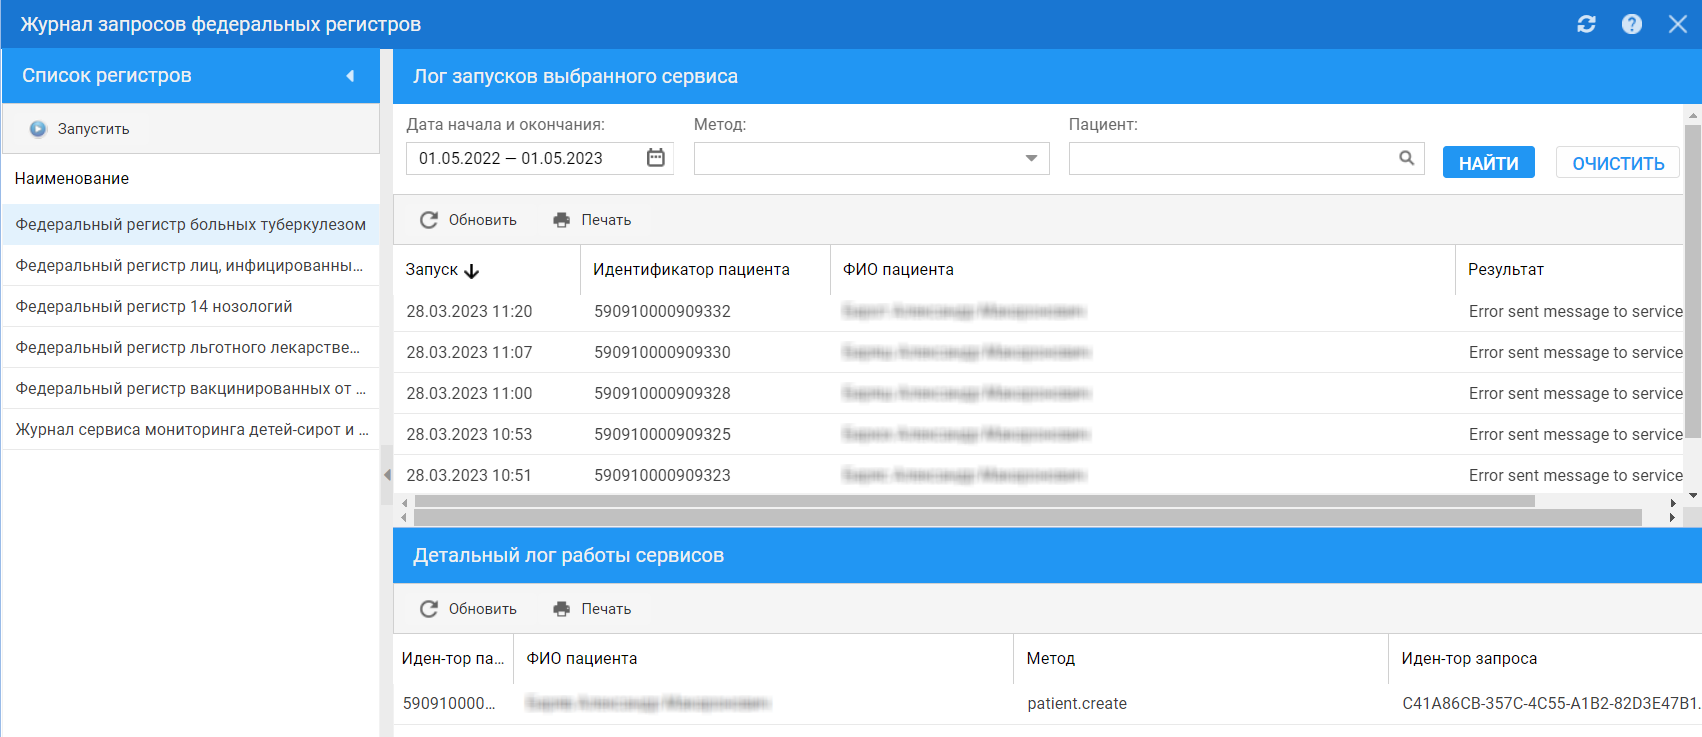 Журнал запросов федеральных регистров
Список регистров
Запустить
Наименование
Федеральный регистр больных туберкулезом
Федеральный регистр лиц, инфицированны...
Федеральный регистр 14 нозологий
Федеральный регистр льготного лекарстве...
Федеральный регистр вакцинированных от ...
Журнал сервиса мониторинга детей-сирот и ...
Лог запусков выбранного сервиса
Дата начала и окончания: Метод: Пациент:
01.05.2022 — 01.05.2023 НАЙТИ ОЧИСТИТЬ
Обновить Печать
Запуск Идентификатор пациента ФИО пациента Результат
28.03.2023 11:20 590910000909332 Error sent message to service
28.03.2023 11:07 590910000909330 Error sent message to service
28.03.2023 11:00 590910000909328 Error sent message to service
28.03.2023 10:53 590910000909325 Error sent message to service
28.03.2023 10:51 590910000909323 Error sent message to service
Детальный лог работы сервисов
Обновить Печать
Иден-тор па... ФИО пациента Метод Иден-тор запроса
590910000... patient.create C41A86CB-357C-4C55-A1B2-82D3E47B1.